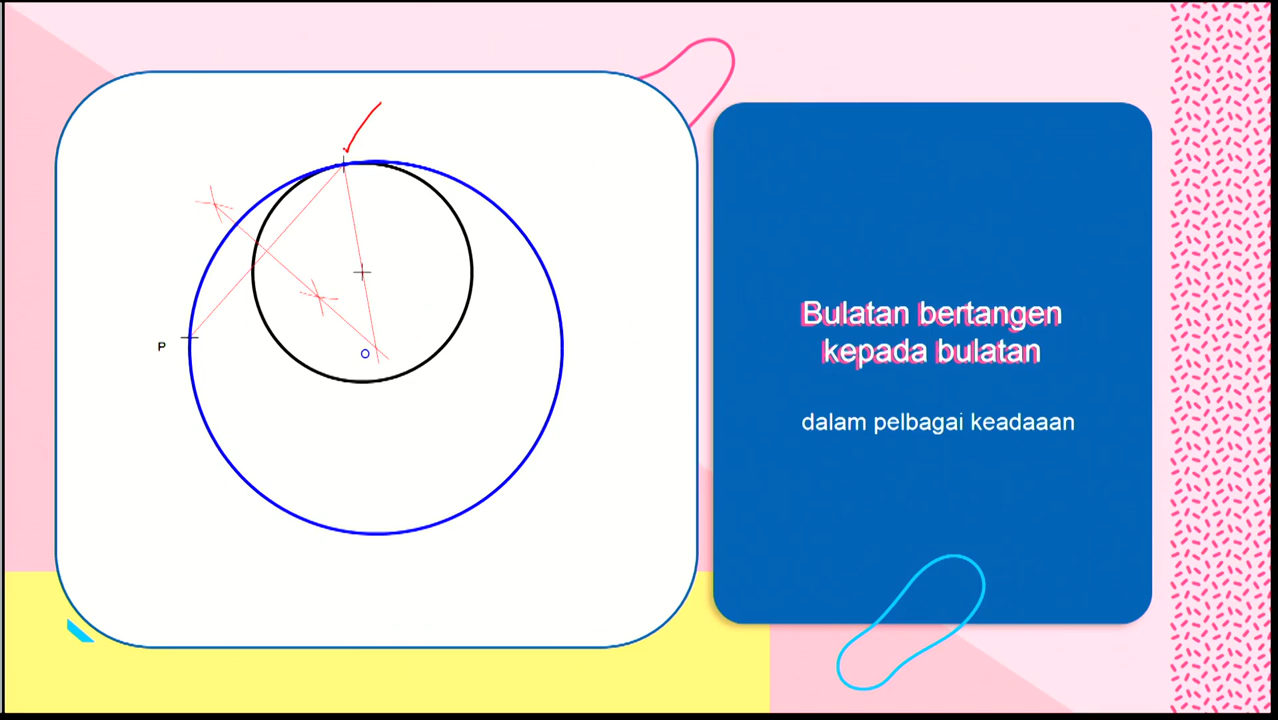 P
O
Bulatan bertangen
kepada bulatan
dalam pelbagai keadaaan